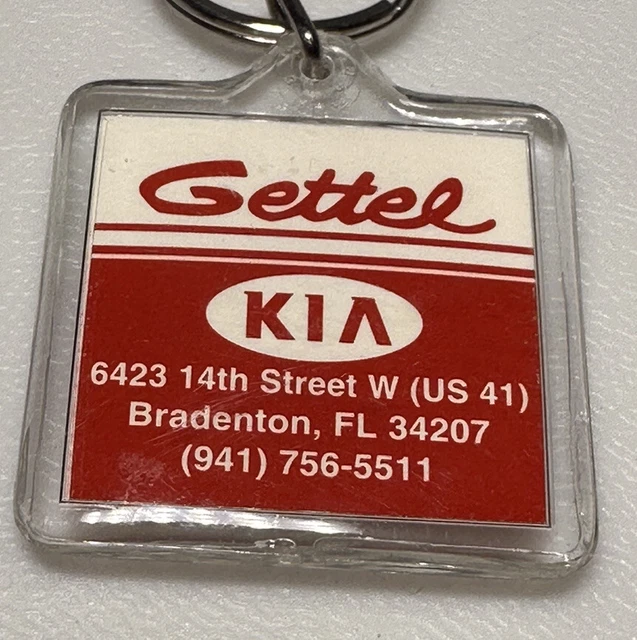 Gettel
KIA
6423 14th Street W (US 41)
Bradenton, FL 34207
(941) 756-5511